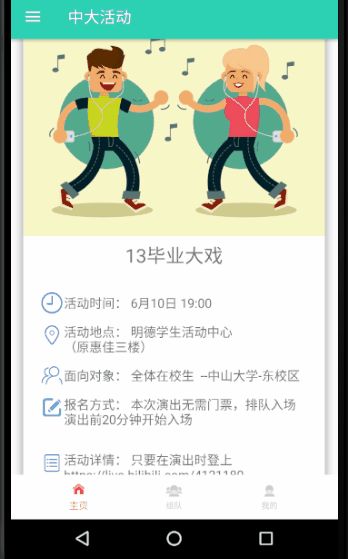 中大活动
13毕业大戏
活动时间： 6月10日 19:00
活动地点： 明德学生活动中心
（原惠佳三楼）
面向对象： 全体在校生 --中山大学-东校区
报名方式： 本次演出无需门票，排队入场
演出前20分钟开始入场
活动详情： 只要在演出时登上
主页
组队
我的